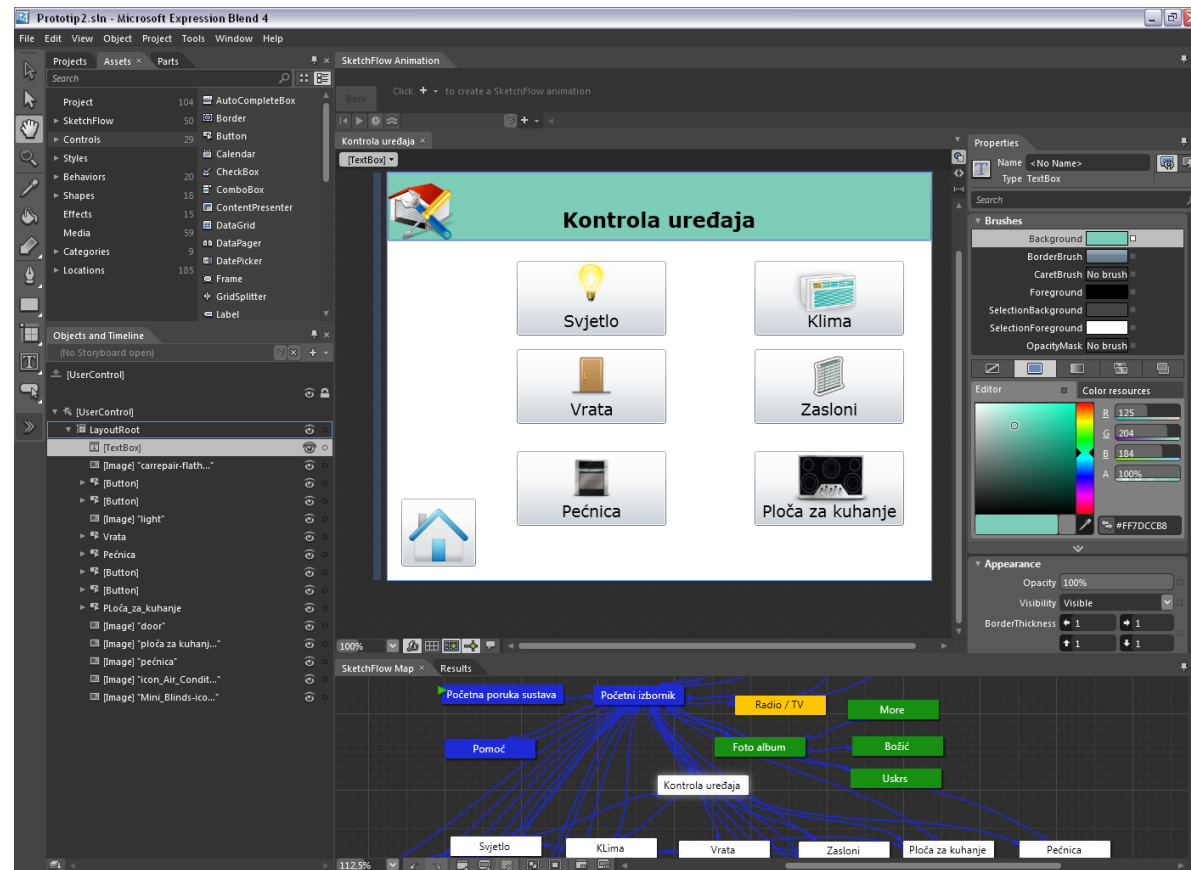 Prototip2.sln - Microsoft Expression Blend 4
File Edit View Object Project Tools Window Help
Projects Assets × Parts
Search
Project 104
SketchFlow 50
Controls 29
Styles
Behaviors 20
Shapes 18
Effects 15
Media 59
Categories 9
Locations 185
AutoCompleteBox
Border
Button
Calendar
CheckBox
ComboBox
ContentPresenter
DataGrid
DataPager
DatePicker
Frame
GridSplitter
Label
Objects and Timeline
(No Storyboard open)
[UserControl]
[UserControl]
LayoutRoot
[TextBox]
[Image] "carrepair-flath..."
[Button]
[Button]
[Image] "light"
Vrata
Pećnica
[Button]
[Button]
PLoča_za_kuhanje
[Image] "door"
[Image] "ploča za kuhanj..."
[Image] "pećnica"
[Image] "icon_Air_Condit..."
[Image] "Mini_Blinds-ico..."
SketchFlow Animation
Base
Click + to create a SketchFlow animation
Kontrola uređaja ×
[TextBox]
Kontrola uređaja
Svjetlo
Klima
Vrata
Zasloni
Pećnica
Ploča za kuhanje
100%
SketchFlow Map × Results
Početna poruka sustava
Početni izbornik
Radio / TV
More
Pomoć
Foto album
Božić
Uskrs
Kontrola uređaja
Svjetlo
KLima
Vrata
Zasloni
Ploča za kuhanje
Pećnica
112,5%
Properties
Name <No Name>
Type TextBox
Search
Brushes
Background
BorderBrush
CaretBrush No brush
Foreground
SelectionBackground
SelectionForeground
OpacityMask No brush
Editor
Color resources
R 125
G 204
B 184
A 100%
#FF7DCCB8
Appearance
Opacity 100%
Visibility Visible
BorderThickness 1 1
1 1